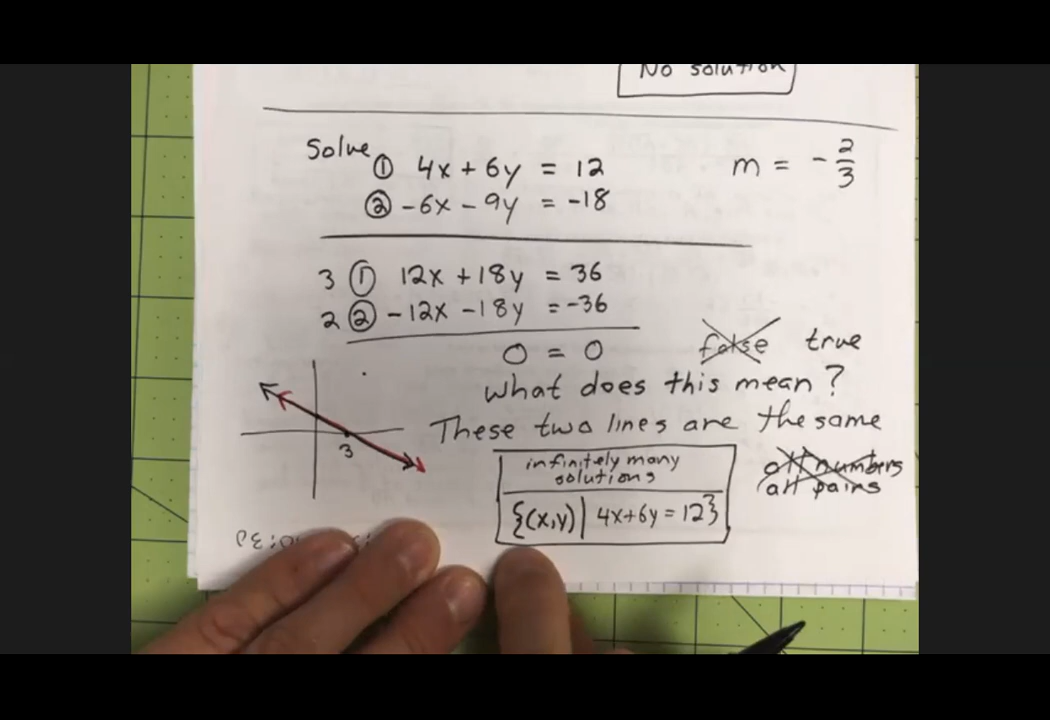 No solution
Solve ① 4x + 6y = 12
m = - 2/3
② -6x - 9y = -18
3 ① 12x + 18y = 36
2 ② -12x - 18y = -36
0 = 0 false true
What does this mean?
These two lines are the same
3
infinitely many
solutions
{(x,y)| 4x+6y=12}
all numbers
all pairs